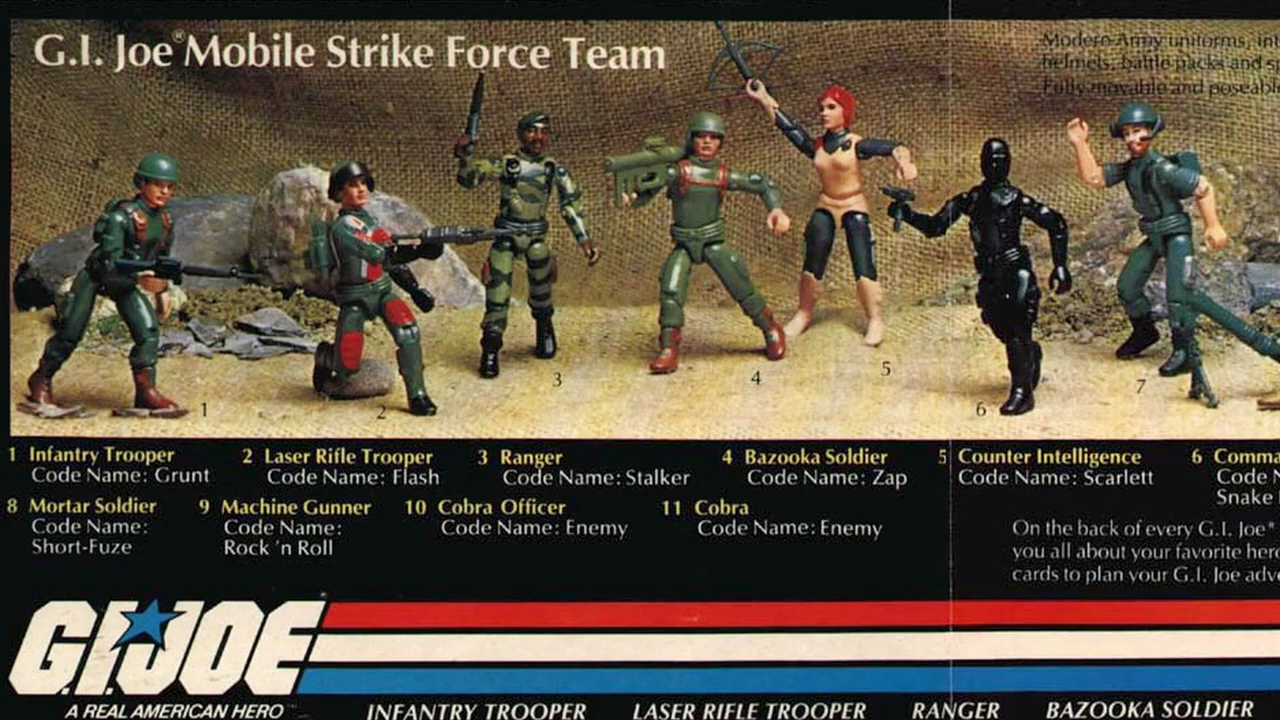 G.I. Joe® Mobile Strike Force Team
Modern Army uniforms, 
helmets, battle packs and
Fully movable and
1
2
3
4
5
6
7
1 Infantry Trooper
Code Name: Grunt
2 Laser Rifle Trooper
Code Name: Flash
3 Ranger
Code Name: Stalker
4 Bazooka Soldier
Code Name: Zap
5 Counter Intelligence
Code Name: Scarlett
6 Comma
Code N
Snake
8 Mortar Soldier
Code Name:
Short-Fuze
9 Machine Gunner
Code Name:
Rock 'n Roll
10 Cobra Officer
Code Name: Enemy
11 Cobra
Code Name: Enemy
On the back of every G.I. Joe®
you all about your favorite hero
cards to plan your G.I. Joe adve
G.I. JOE
A REAL AMERICAN HERO™
INFANTRY TROOPER LASER RIFLE TROOPER RANGER BAZOOKA SOLDIER